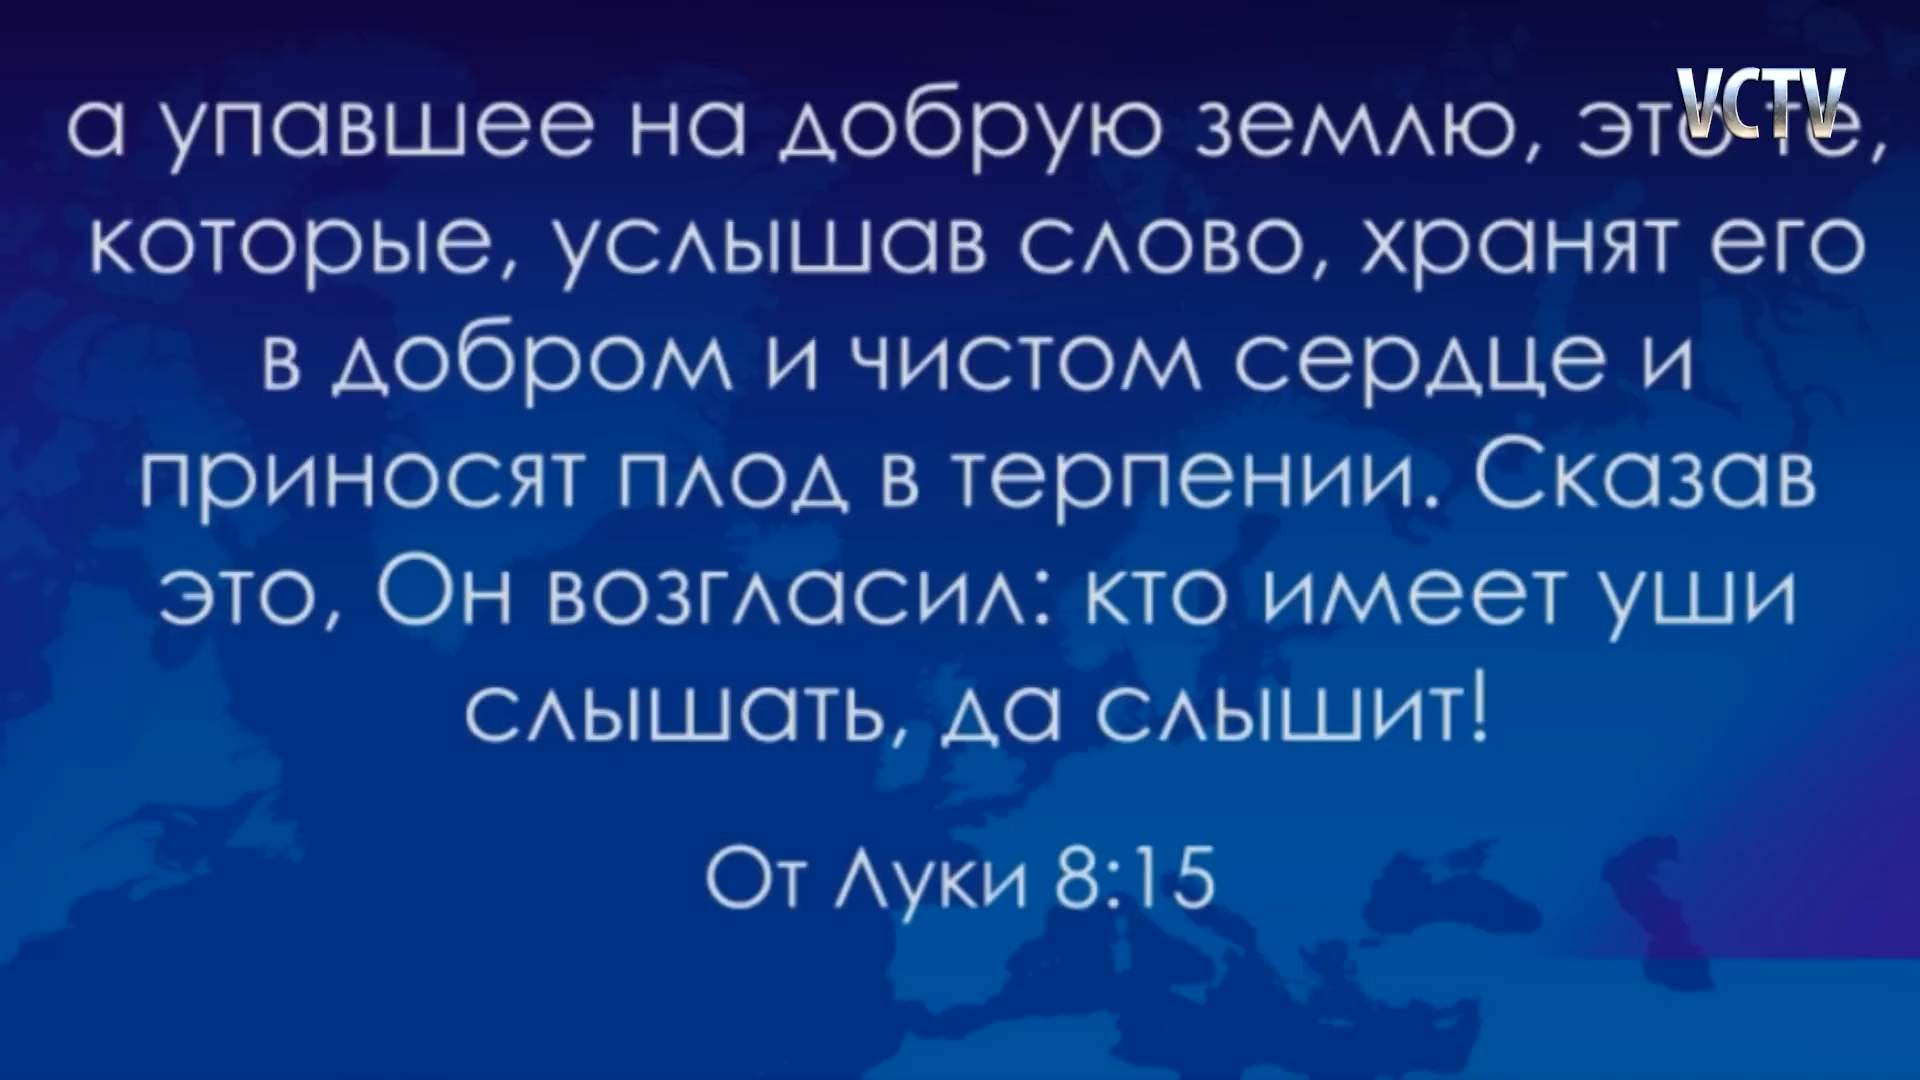 VCTV
а упавшее на добрую землю, это те,
которые, услышав слово, хранят его
в добром и чистом сердце и
приносят плод в терпении. Сказав
это, Он возгласил: кто имеет уши
слышать, да слышит!
От Луки 8:15